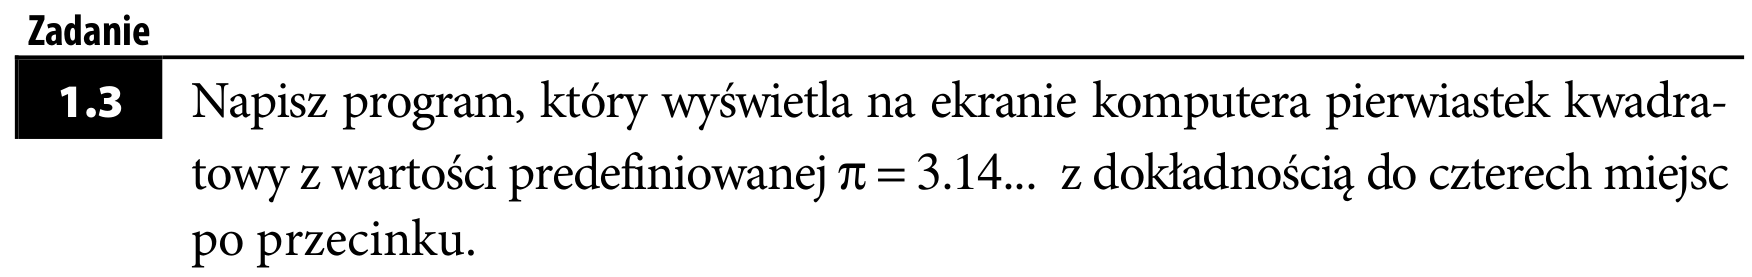 Zadanie
1.3 Napisz program, który wyświetla na ekranie komputera pierwiastek kwadra-
towy z wartości predefiniowanej π = 3.14... z dokładnością do czterech miejsc
po przecinku.